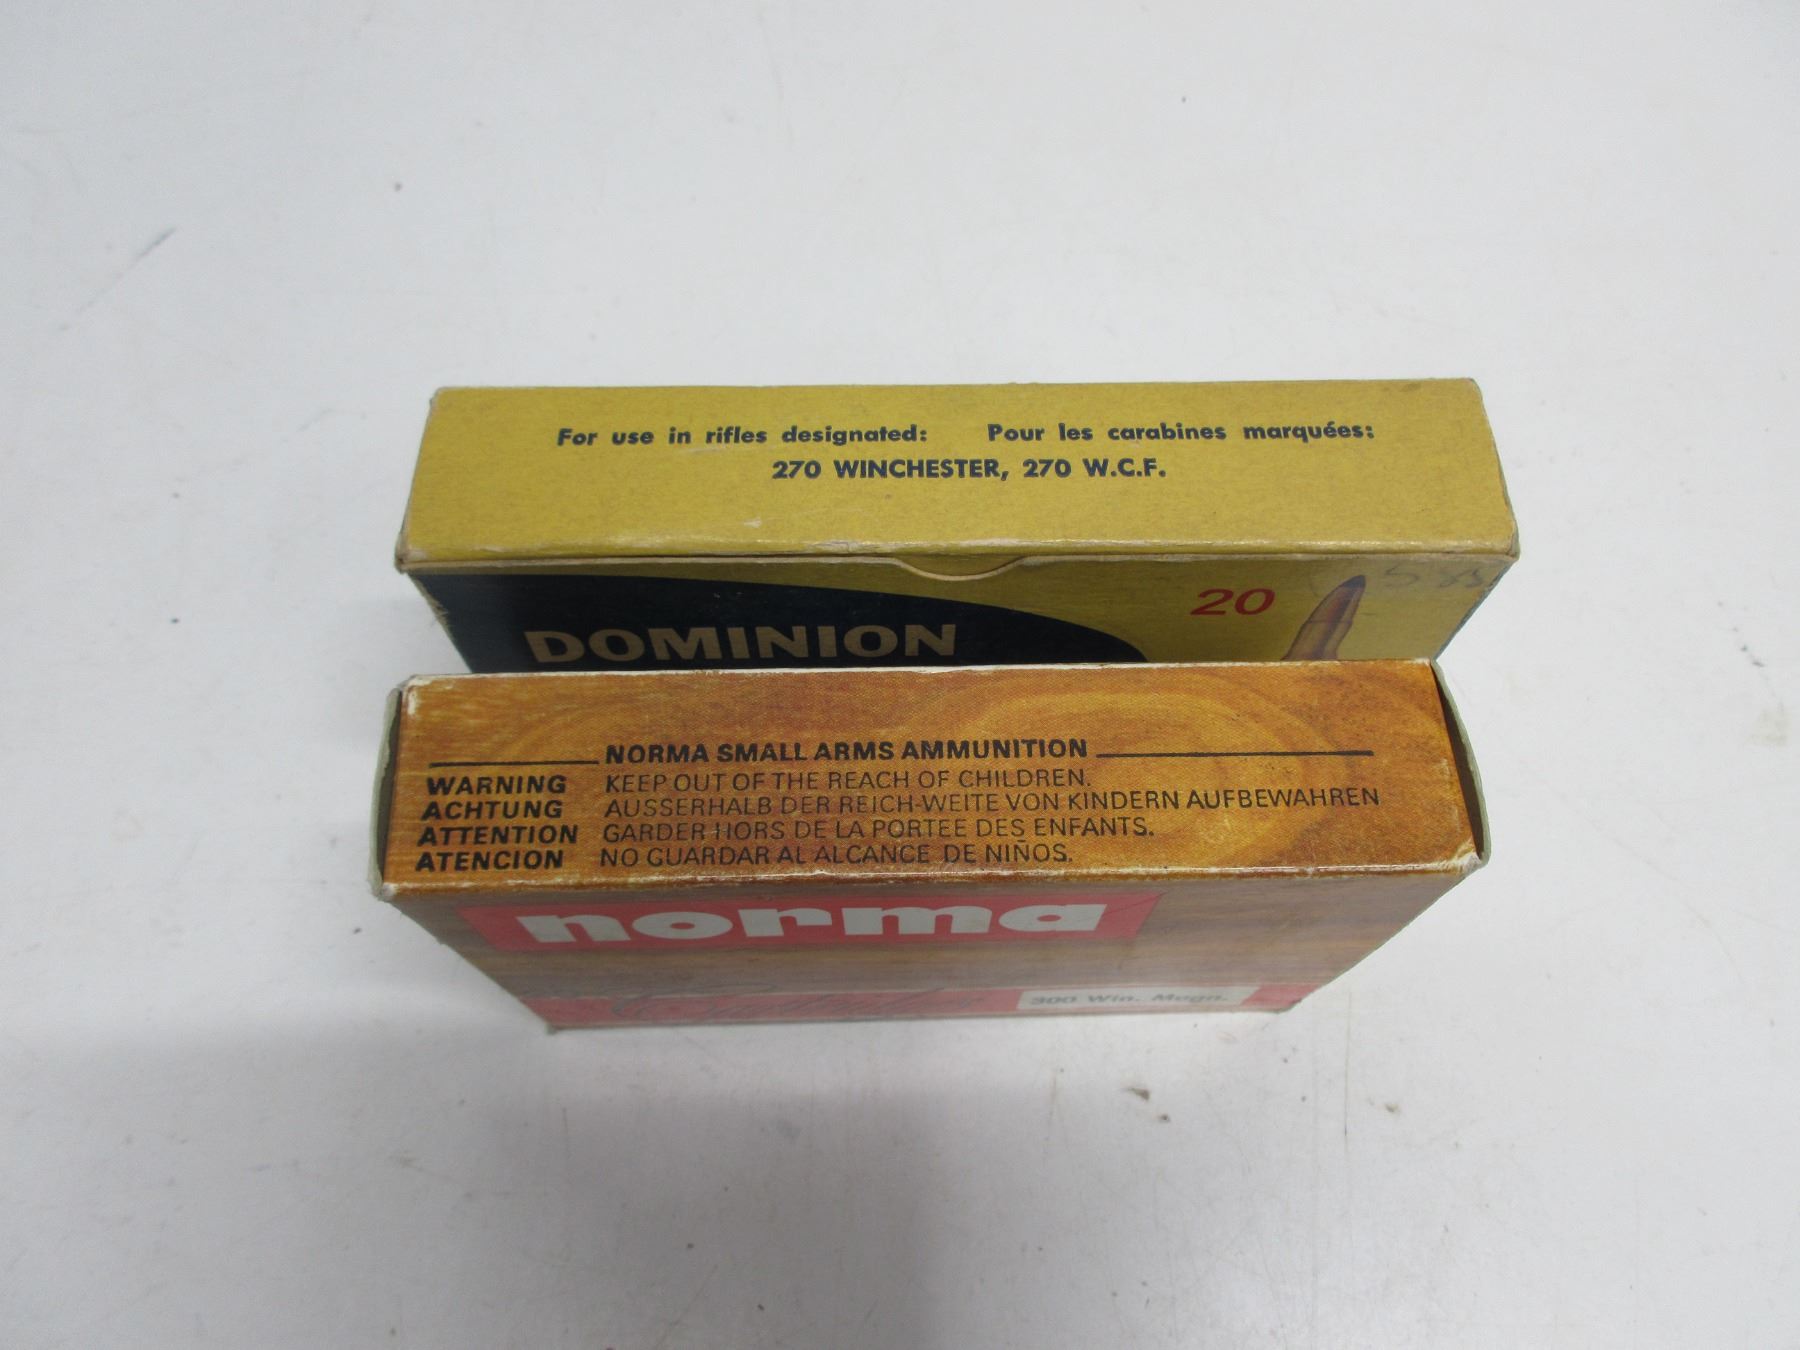 For use in rifles designated: Pour les carabines marquées:
270 WINCHESTER, 270 W.C.F.
20
DOMINION
NORMA SMALL ARMS AMMUNITION
WARNING KEEP OUT OF THE REACH OF CHILDREN.
ACHTUNG AUSSERHALB DER REICH-WEITE VON KINDERN AUFBEWAHREN
ATTENTION GARDER HORS DE LA PORTEE DES ENFANTS.
ATENCION NO GUARDAR AL ALCANCE DE NIÑOS.
norma
300 Win. Magn.